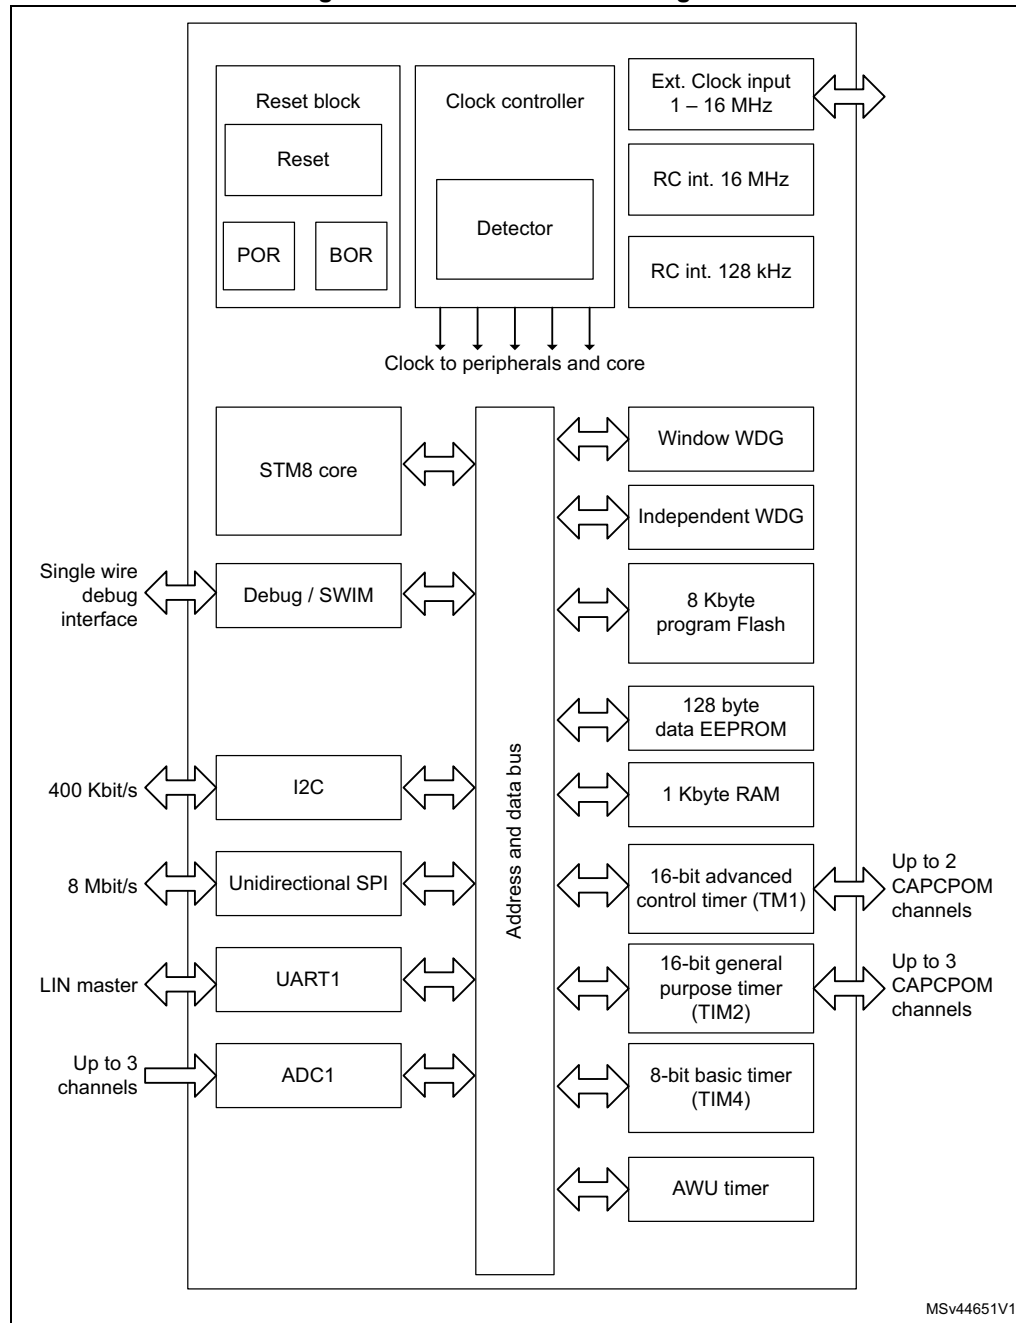 Reset block
Reset
POR
BOR
Clock controller
Detector
Ext. Clock input
1 – 16 MHz
RC int. 16 MHz
RC int. 128 kHz
Clock to peripherals and core
STM8 core
Single wire
debug
interface
Debug / SWIM
400 Kbit/s
I2C
8 Mbit/s
Unidirectional SPI
LIN master
UART1
Up to 3
channels
ADC1
Address and data bus
Window WDG
Independent WDG
8 Kbyte
program Flash
128 byte
data EEPROM
1 Kbyte RAM
16-bit advanced
control timer (TM1)
Up to 2
CAPCPOM
channels
16-bit general
purpose timer
(TIM2)
Up to 3
CAPCPOM
channels
8-bit basic timer
(TIM4)
AWU timer
MSv44651V1